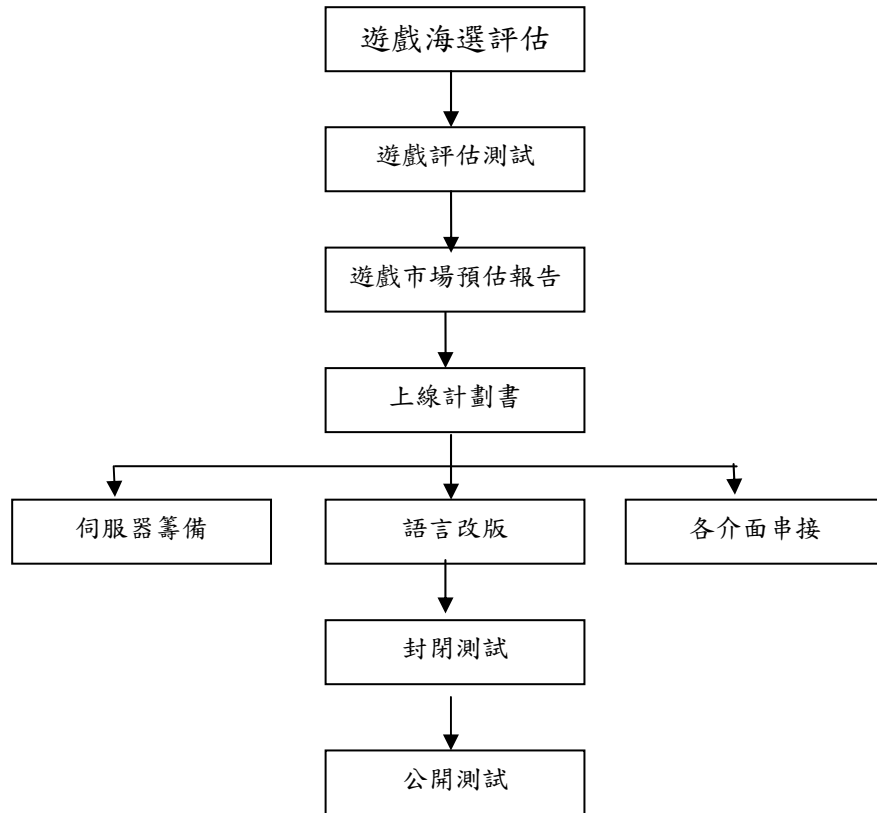 遊戲海選評估
遊戲評估測試
遊戲市場預估報告
上線計劃書
伺服器籌備
語言改版
各介面串接
封閉測試
公開測試